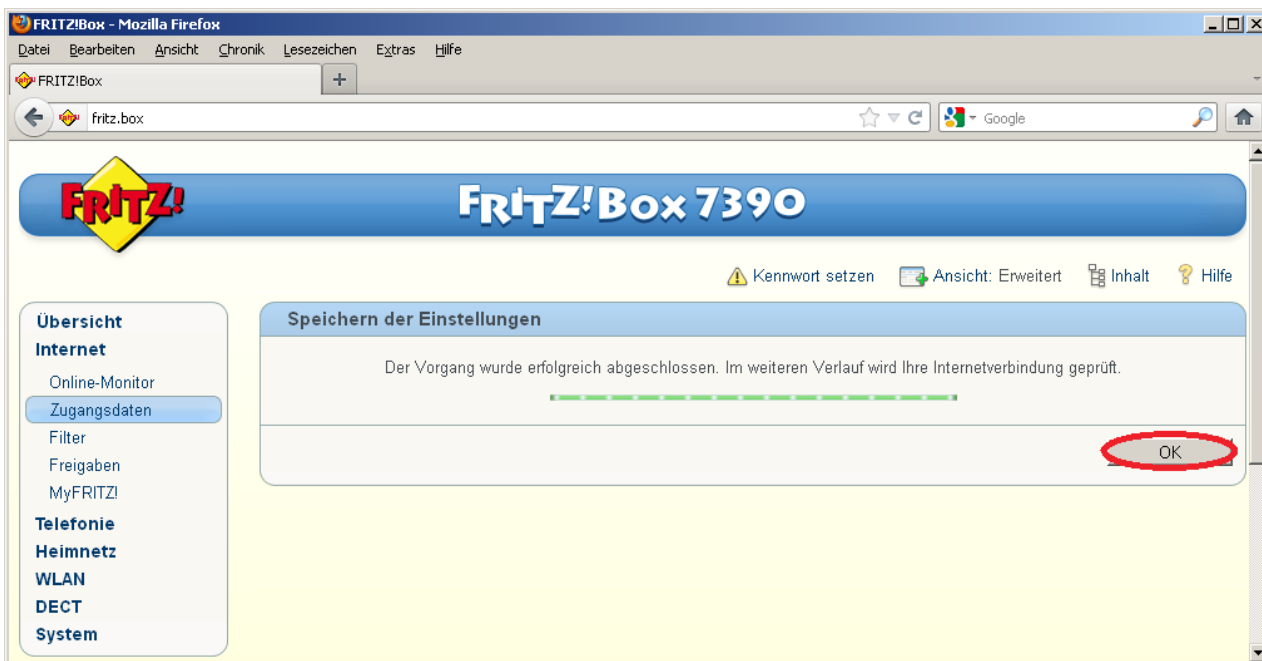 FRITZ!Box - Mozilla Firefox
Datei Bearbeiten Ansicht Chronik Lesezeichen Extras Hilfe
FRITZ!Box
fritz.box
Google
FRITZ!
FRITZ!Box 7390
Kennwort setzen Ansicht: Erweitert Inhalt Hilfe
Übersicht
Internet
Online-Monitor
Zugangsdaten
Filter
Freigaben
MyFRITZ!
Telefonie
Heimnetz
WLAN
DECT
System
Speichern der Einstellungen
Der Vorgang wurde erfolgreich abgeschlossen. Im weiteren Verlauf wird Ihre Internetverbindung geprüft.
OK